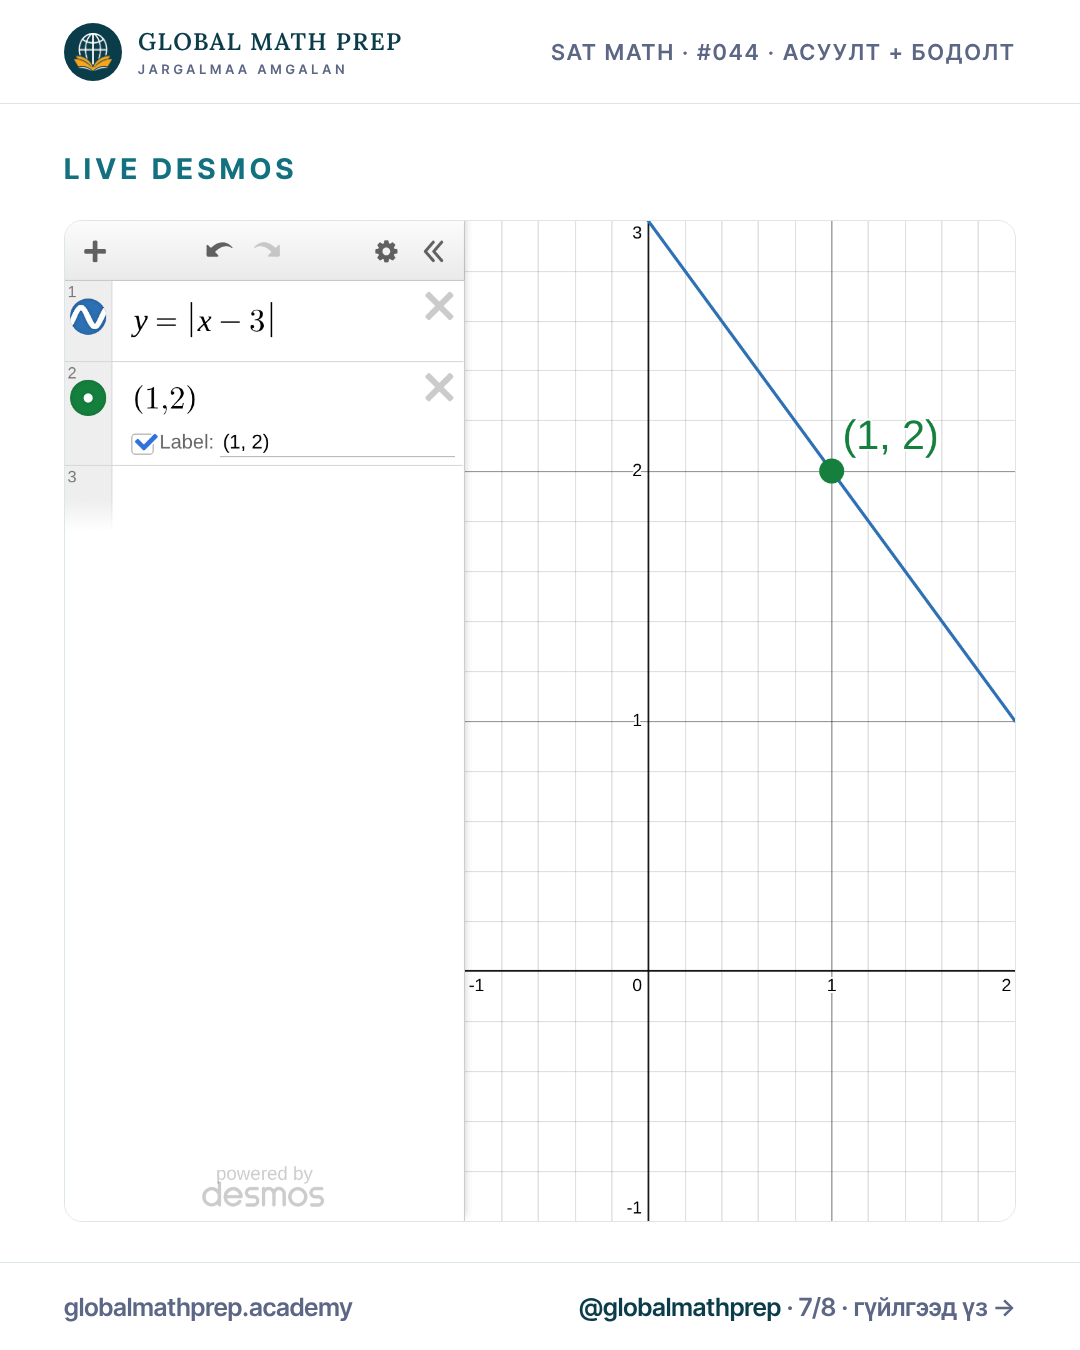 GLOBAL MATH PREP
JARGALMAA AMGALAN
SAT MATH · #044 · АСУУЛТ + БОДОЛТ
LIVE DESMOS
1
y = |x − 3|
2
(1,2)
Label: (1, 2)
3
powered by
desmos
3
(1, 2)
2
1
-1
0
1
2
-1
globalmathprep.academy
@globalmathprep · 7/8 · гүйлгээд үз →